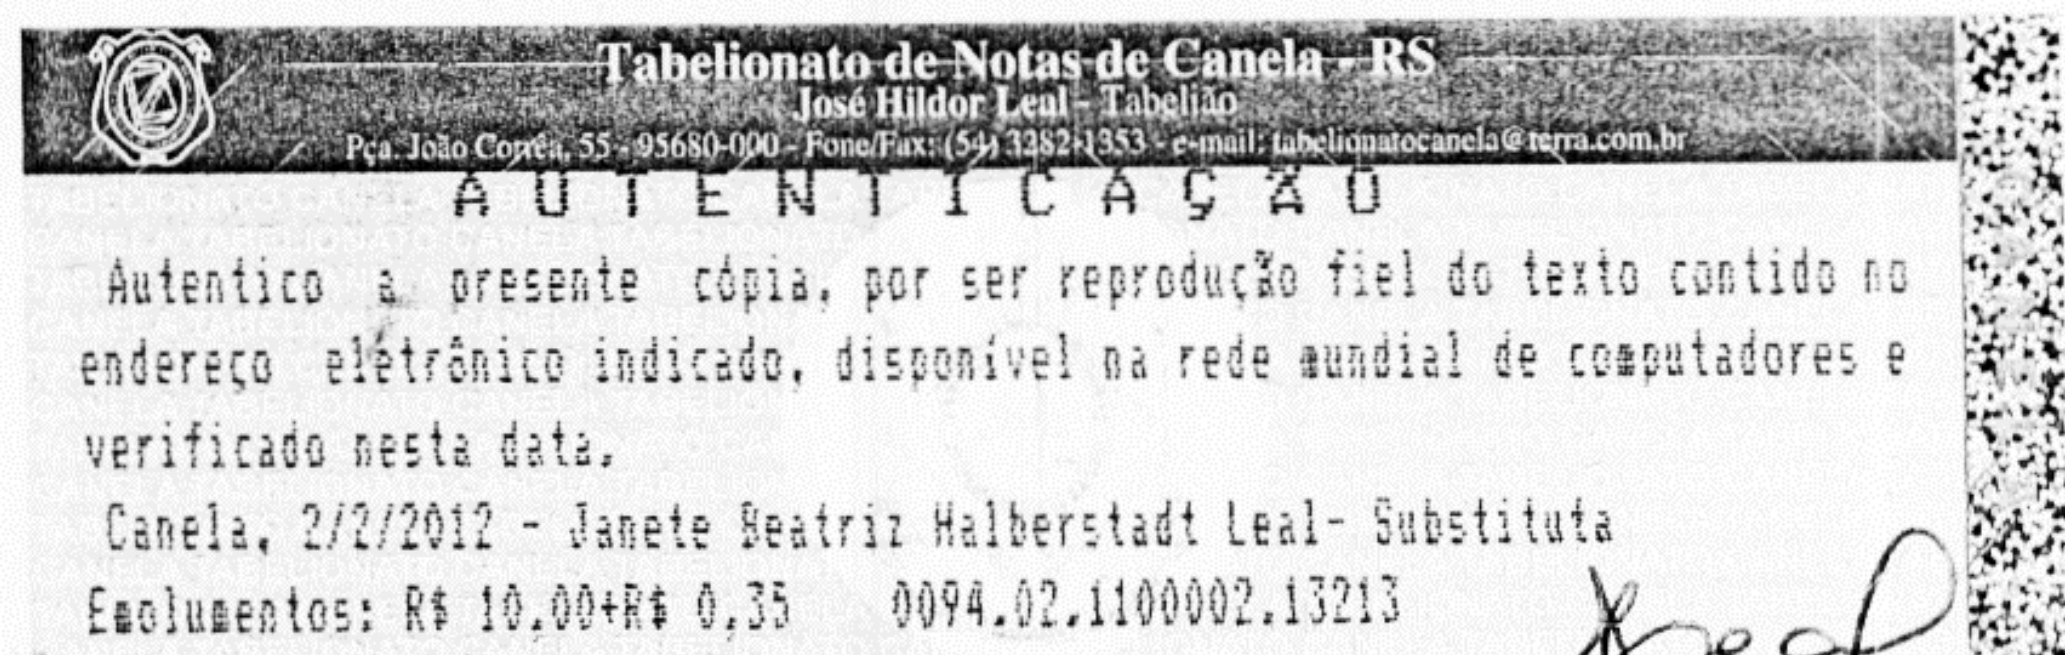 Tabelionato de Notas de Canela - RS
José Hildor Leal - Tabelião
Pça. João Corrêa, 55 - 95680-000 - Fone/Fax: (54) 3282-1353 - e-mail: tabelionatocanela@terra.com.br
A U T E N T I C A Ç Ã O
Autentico a presente cópia, por ser reprodução fiel do texto contido no
endereço eletrônico indicado, disponível na rede mundial de computadores e
verificado nesta data.
Canela, 2/2/2012 - Janete Beatriz Halberstadt Leal- Substituta
Emolumentos: R$ 10,00+R$ 0,35 0094.02.1100002.13213